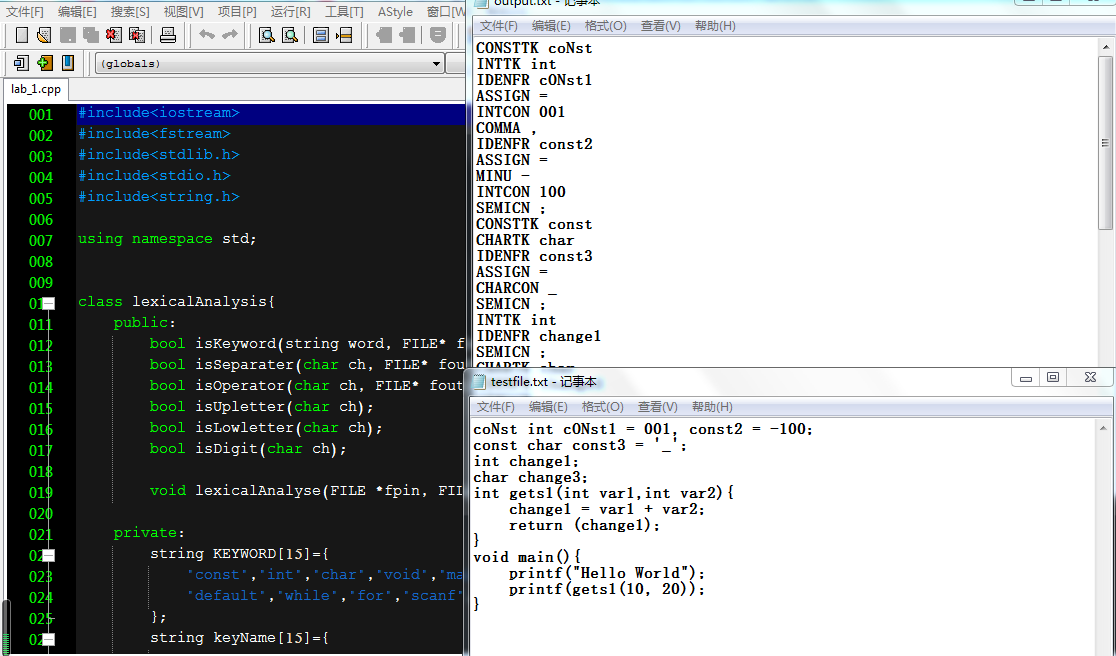 文件[F] 编辑[E] 搜索[S] 视图[V] 项目[P] 运行[R] 工具[T] AStyle 窗口[W
(globals)
lab_1.cpp
001 #include<iostream>
002 #include<fstream>
003 #include<stdlib.h>
004 #include<stdio.h>
005 #include<string.h>
006
007 using namespace std;
008
009
01 class lexicalAnalysis{
011 public:
012 bool isKeyword(string word, FILE* f
013 bool isSeparater(char ch, FILE* fou
014 bool isOperator(char ch, FILE* fout
015 bool isUpletter(char ch);
016 bool isLowletter(char ch);
017 bool isDigit(char ch);
018
019 void lexicalAnalyse(FILE *fpin, FIL
020
021 private:
02 string KEYWORD[15]={
023 "const","int","char","void","ma
024 "default","while","for","scanf"
025 };
02 string keyName[15]={
output.txt - 记事本
文件(F) 编辑(E) 格式(O) 查看(V) 帮助(H)
CONSTTK coNst
INTTK int
IDENFR cONst1
ASSIGN =
INTCON 001
COMMA ,
IDENFR const2
ASSIGN =
MINU -
INTCON 100
SEMICN ;
CONSTTK const
CHARTK char
IDENFR const3
ASSIGN =
CHARCON _
SEMICN ;
INTTK int
IDENFR change1
SEMICN ;
CHARTK char
testfile.txt - 记事本
文件(F) 编辑(E) 格式(O) 查看(V) 帮助(H)
coNst int cONst1 = 001, const2 = -100;
const char const3 = '_';
int change1;
char change3;
int gets1(int var1,int var2){
change1 = var1 + var2;
return (change1);
}
void main(){
printf("Hello World");
printf(gets1(10, 20));
}